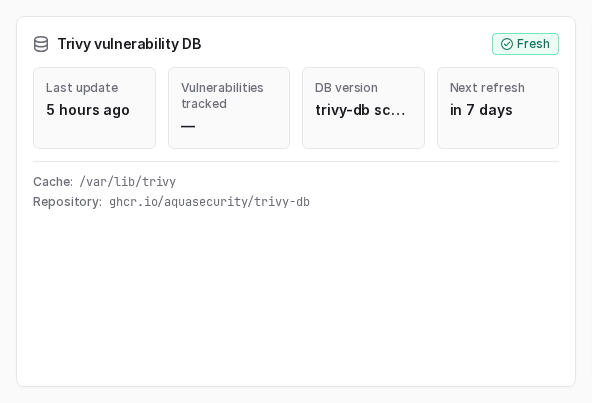 Trivy vulnerability DB
Fresh
Last update
5 hours ago
Vulnerabilities
tracked
—
DB version
trivy-db sc…
Next refresh
in 7 days
Cache: /var/lib/trivy
Repository: ghcr.io/aquasecurity/trivy-db